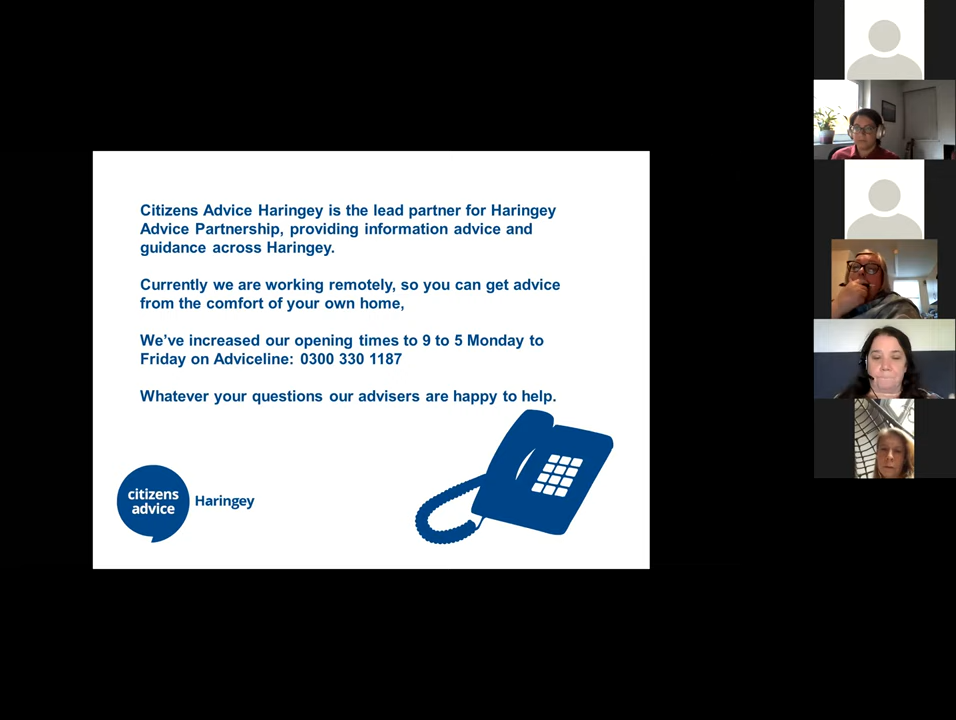 Citizens Advice Haringey is the lead partner for Haringey
Advice Partnership, providing information advice and
guidance across Haringey.
Currently we are working remotely, so you can get advice
from the comfort of your own home,
We’ve increased our opening times to 9 to 5 Monday to
Friday on Adviceline: 0300 330 1187
Whatever your questions our advisers are happy to help.
citizens
advice
Haringey